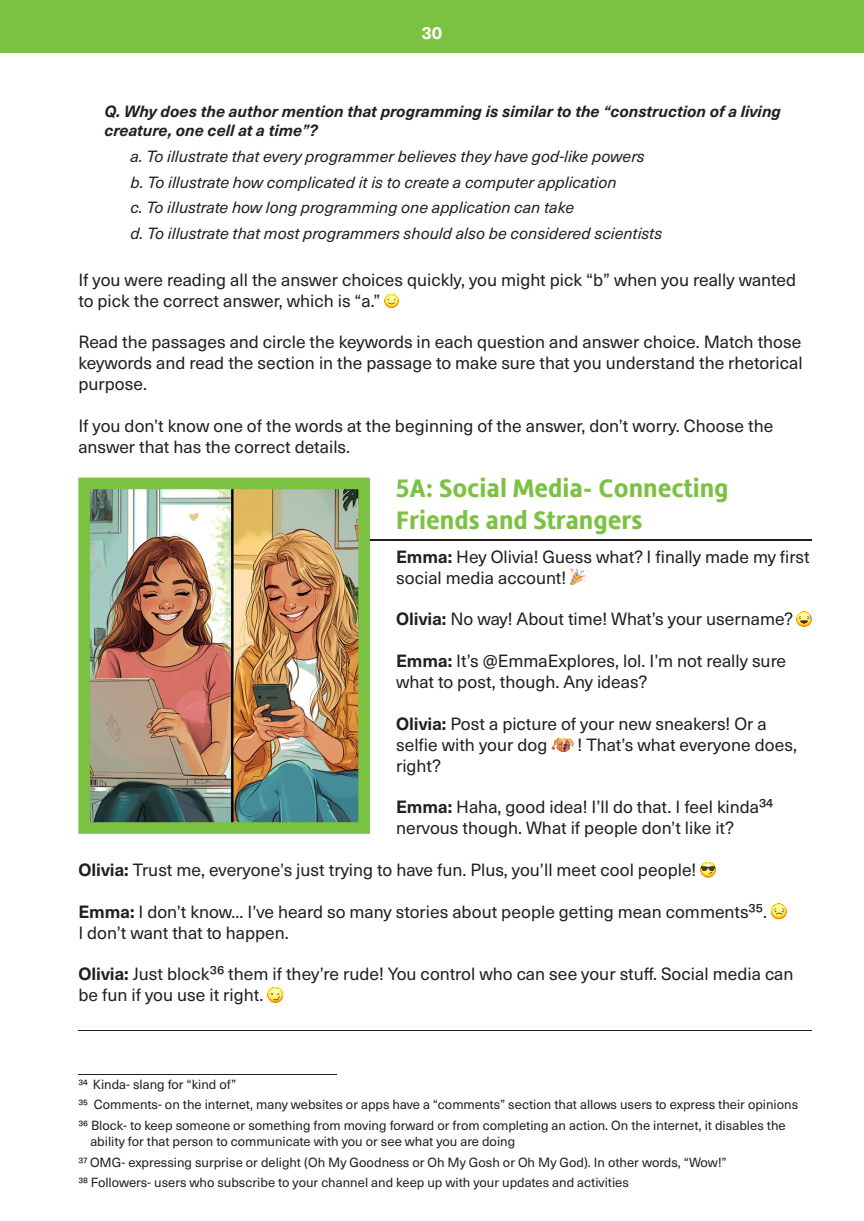 30
Q. Why does the author mention that programming is similar to the “construction of a living
creature, one cell at a time”?
a. To illustrate that every programmer believes they have god-like powers
b. To illustrate how complicated it is to create a computer application
c. To illustrate how long programming one application can take
d. To illustrate that most programmers should also be considered scientists
If you were reading all the answer choices quickly, you might pick “b” when you really wanted
to pick the correct answer, which is “a.” 😏
Read the passages and circle the keywords in each question and answer choice. Match those
keywords and read the section in the passage to make sure that you understand the rhetorical
purpose.
If you don’t know one of the words at the beginning of the answer, don’t worry. Choose the
answer that has the correct details.
5A: Social Media- Connecting
Friends and Strangers
Emma: Hey Olivia! Guess what? I finally made my first
social media account! 🎉
Olivia: No way! About time! What’s your username? 😄
Emma: It’s @EmmaExplores, lol. I’m not really sure
what to post, though. Any ideas?
Olivia: Post a picture of your new sneakers! Or a
selfie with your dog 🐶 ! That’s what everyone does,
right?
Emma: Haha, good idea! I’ll do that. I feel kinda³⁴
nervous though. What if people don’t like it?
Olivia: Trust me, everyone’s just trying to have fun. Plus, you’ll meet cool people! 😎
Emma: I don’t know... I’ve heard so many stories about people getting mean comments³⁵. 😟
I don’t want that to happen.
Olivia: Just block³⁶ them if they’re rude! You control who can see your stuff. Social media can
be fun if you use it right. 😏
³⁴ Kinda- slang for “kind of”
³⁵ Comments- on the internet, many websites or apps have a “comments” section that allows users to express their opinions
³⁶ Block- to keep someone or something from moving forward or from completing an action. On the internet, it disables the
ability for that person to communicate with you or see what you are doing
³⁷ OMG- expressing surprise or delight (Oh My Goodness or Oh My Gosh or Oh My God). In other words, “Wow!”
³⁸ Followers- users who subscribe to your channel and keep up with your updates and activities